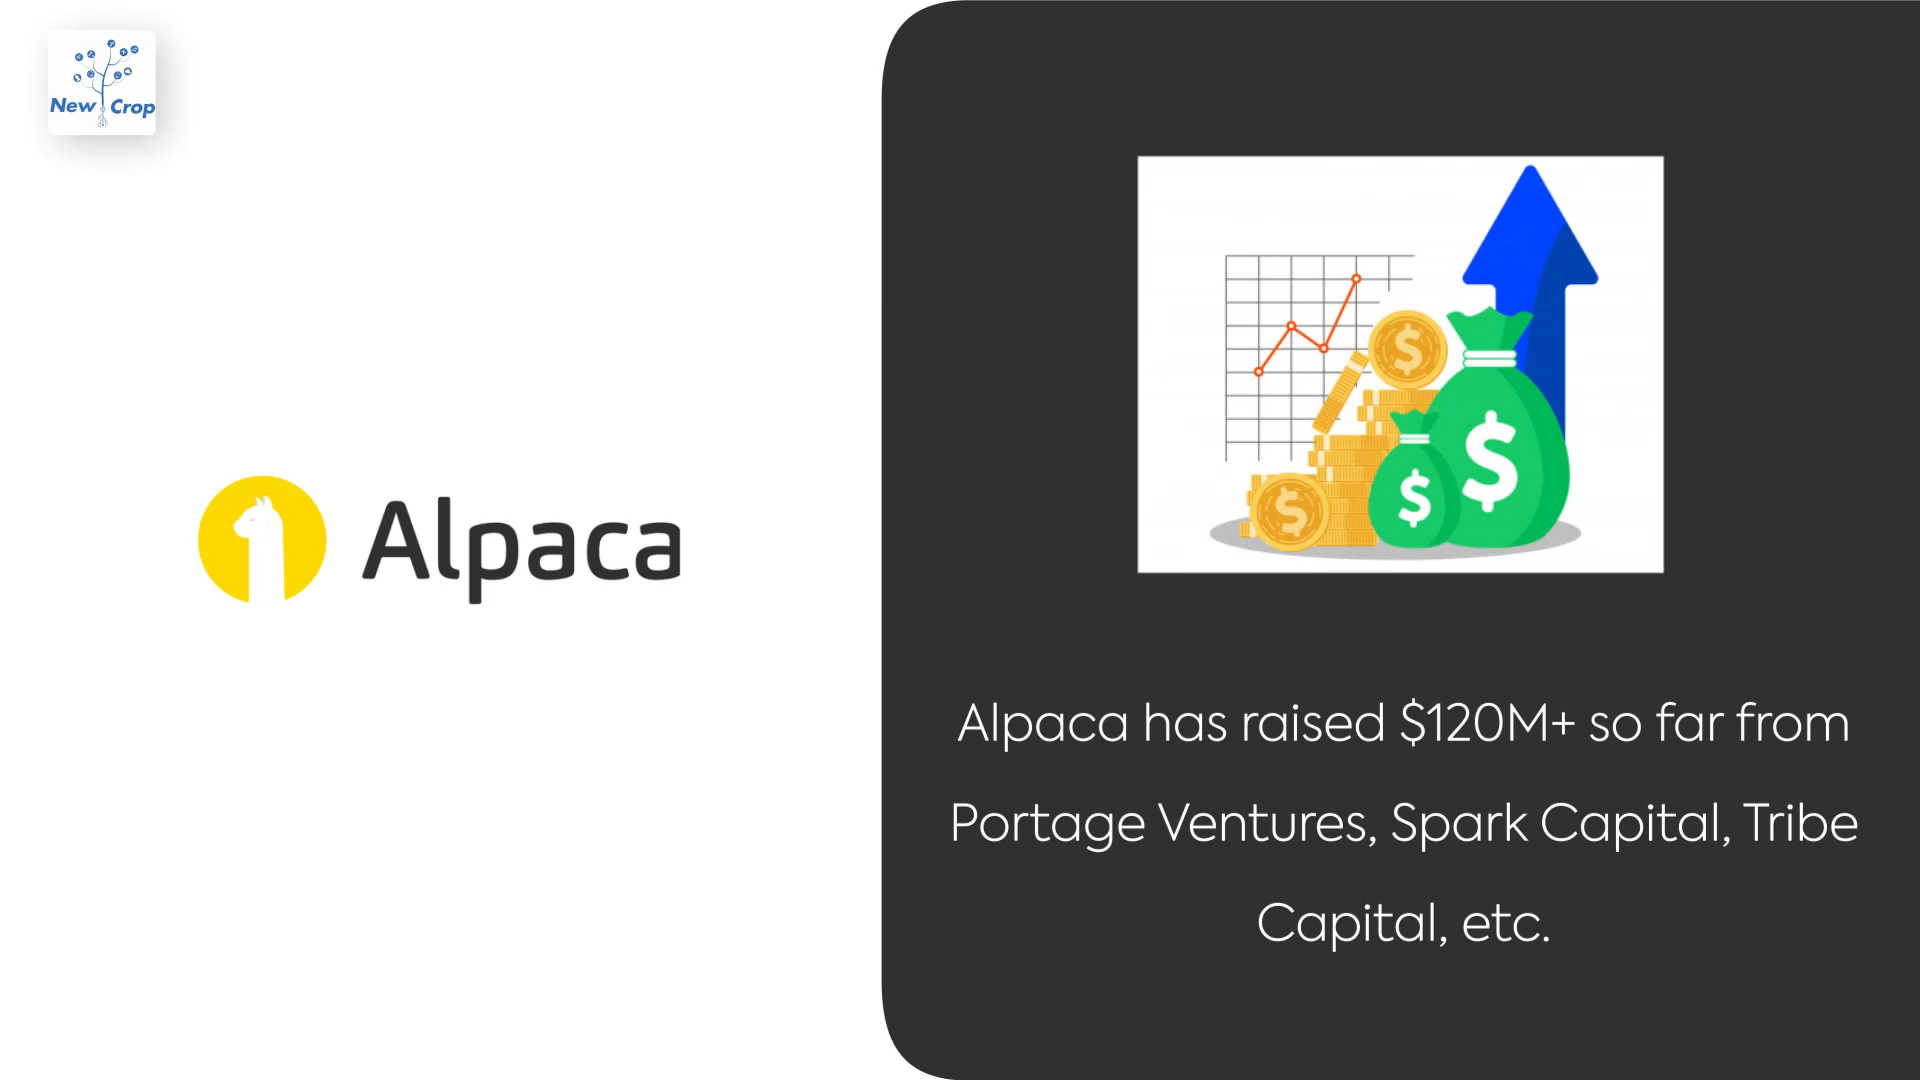 New Crop
Alpaca
Alpaca has raised $120M+ so far from
Portage Ventures, Spark Capital, Tribe
Capital, etc.